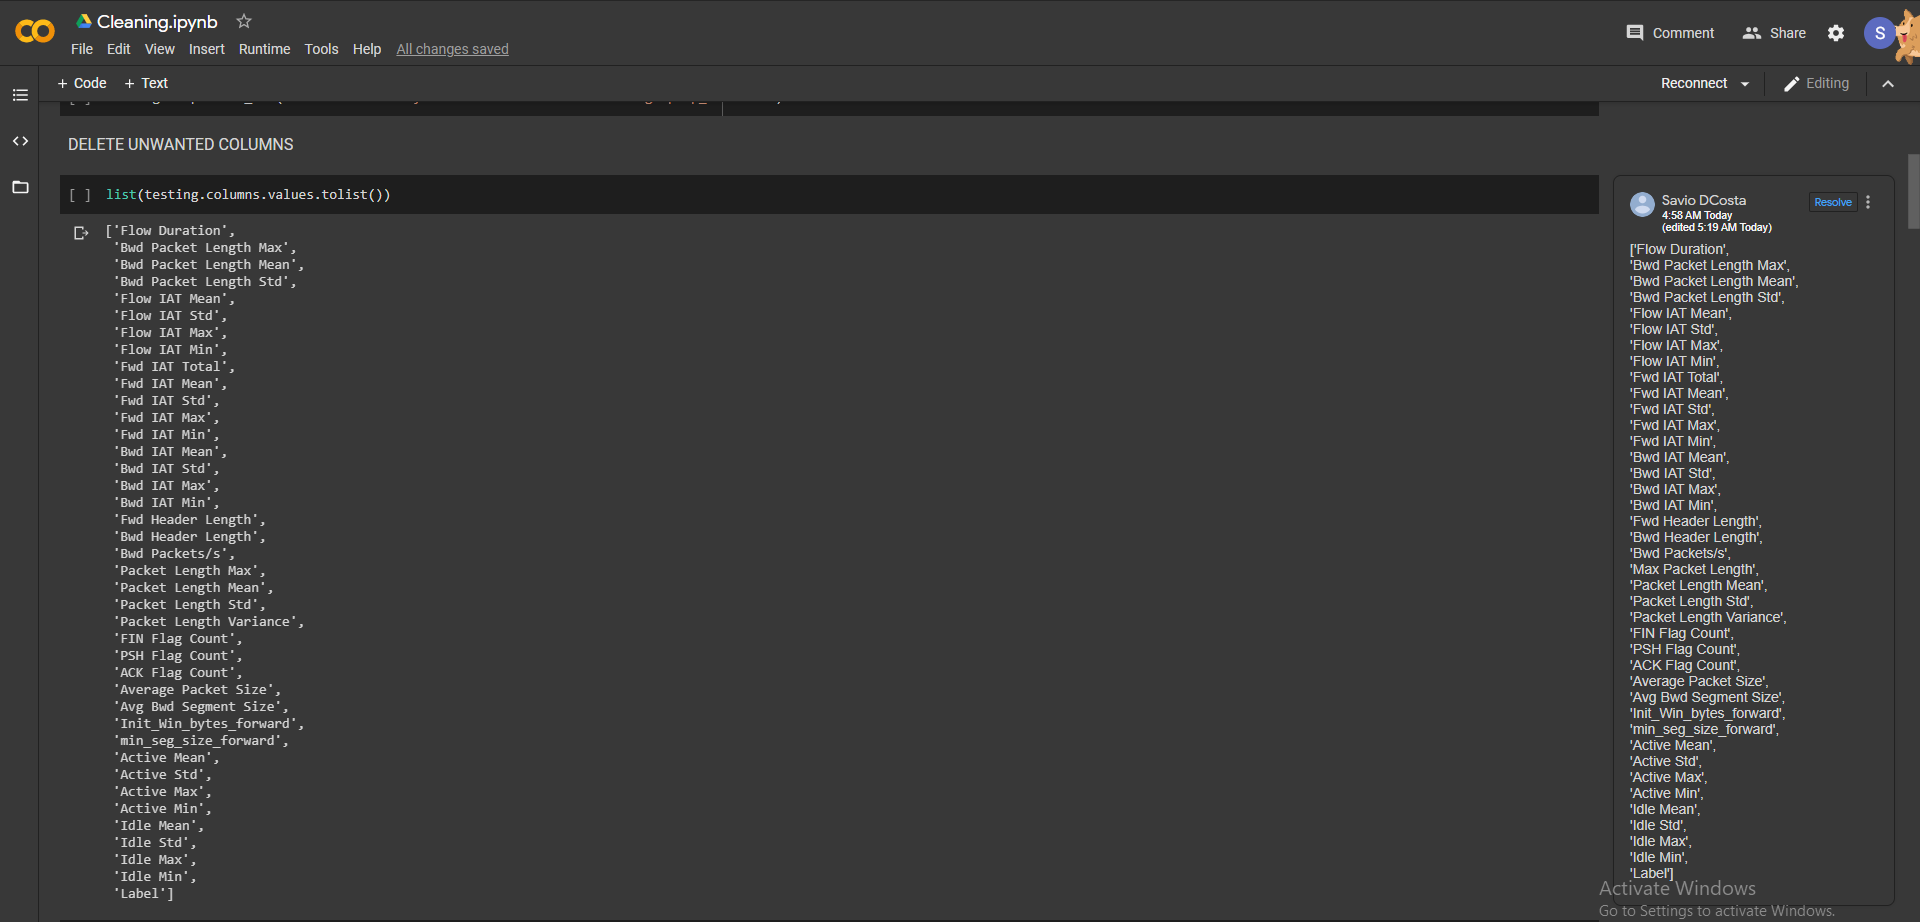 Cleaning.ipynb
File Edit View Insert Runtime Tools Help All changes saved
Comment Share S
+ Code + Text
Reconnect Editing
DELETE UNWANTED COLUMNS
[ ] list(testing.columns.values.tolist())
['Flow Duration',
'Bwd Packet Length Max',
'Bwd Packet Length Mean',
'Bwd Packet Length Std',
'Flow IAT Mean',
'Flow IAT Std',
'Flow IAT Max',
'Flow IAT Min',
'Fwd IAT Total',
'Fwd IAT Mean',
'Fwd IAT Std',
'Fwd IAT Max',
'Fwd IAT Min',
'Bwd IAT Mean',
'Bwd IAT Std',
'Bwd IAT Max',
'Bwd IAT Min',
'Fwd Header Length',
'Bwd Header Length',
'Bwd Packets/s',
'Packet Length Max',
'Packet Length Mean',
'Packet Length Std',
'Packet Length Variance',
'FIN Flag Count',
'PSH Flag Count',
'ACK Flag Count',
'Average Packet Size',
'Avg Bwd Segment Size',
'Init_Win_bytes_forward',
'min_seg_size_forward',
'Active Mean',
'Active Std',
'Active Max',
'Active Min',
'Idle Mean',
'Idle Std',
'Idle Max',
'Idle Min',
'Label']
Savio DCosta
Resolve
4:58 AM Today
(edited 5:19 AM Today)
['Flow Duration',
'Bwd Packet Length Max',
'Bwd Packet Length Mean',
'Bwd Packet Length Std',
'Flow IAT Mean',
'Flow IAT Std',
'Flow IAT Max',
'Flow IAT Min',
'Fwd IAT Total',
'Fwd IAT Mean',
'Fwd IAT Std',
'Fwd IAT Max',
'Fwd IAT Min',
'Bwd IAT Mean',
'Bwd IAT Std',
'Bwd IAT Max',
'Bwd IAT Min',
'Fwd Header Length',
'Bwd Header Length',
'Bwd Packets/s',
'Max Packet Length',
'Packet Length Mean',
'Packet Length Std',
'Packet Length Variance',
'FIN Flag Count',
'PSH Flag Count',
'ACK Flag Count',
'Average Packet Size',
'Avg Bwd Segment Size',
'Init_Win_bytes_forward',
'min_seg_size_forward',
'Active Mean',
'Active Std',
'Active Max',
'Active Min',
'Idle Mean',
'Idle Std',
'Idle Max',
'Idle Min',
'Label']
Activate Windows
Go to Settings to activate Windows.